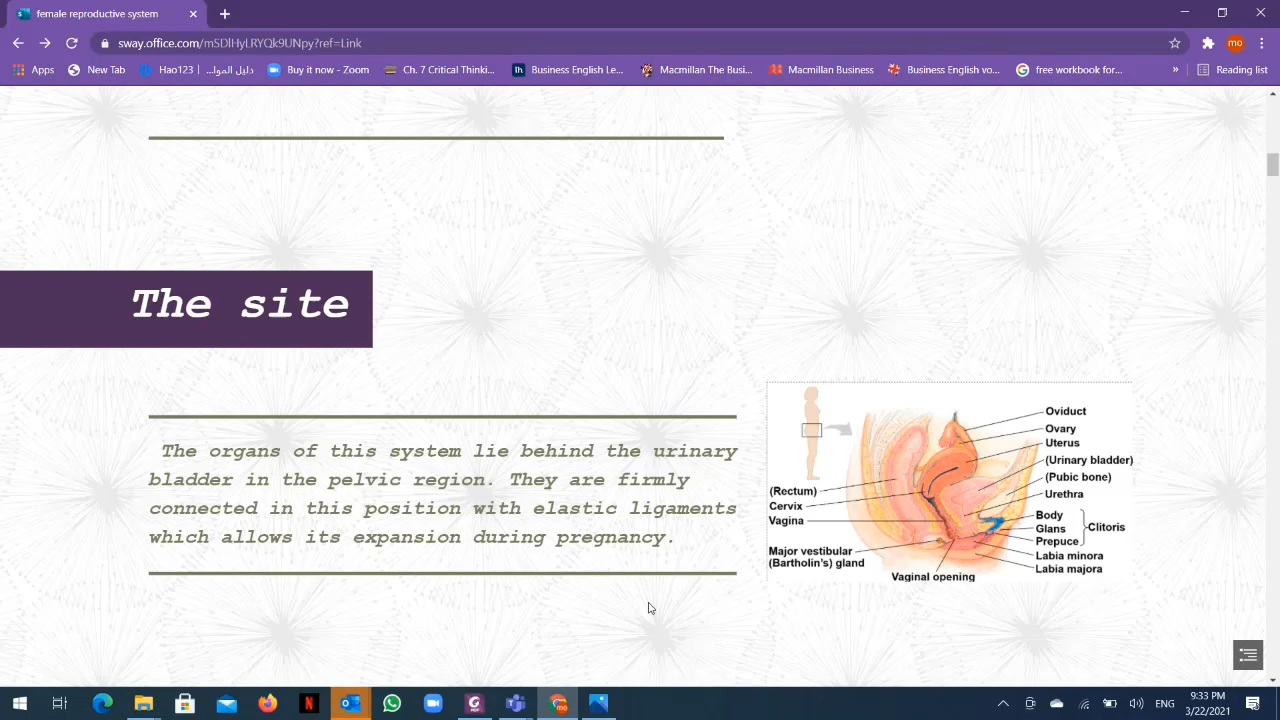 female reproductive system
sway.office.com/mSDlHyLRYQk9UNpy?ref=Link
mo
Apps
New Tab
Hao123
دليل الموا...
Buy it now - Zoom
Ch. 7 Critical Thinki...
Business English Le...
Macmillan The Busi...
Macmillan Business
Business English vo...
free workbook for...
»
Reading list
The site
The organs of this system lie behind the urinary
bladder in the pelvic region. They are firmly
connected in this position with elastic ligaments
which allows its expansion during pregnancy.
Oviduct
Ovary
Uterus
(Urinary bladder)
(Pubic bone)
Urethra
Body
Glans
Prepuce
Clitoris
Labia minora
Labia majora
(Rectum)
Cervix
Vagina
Major vestibular
(Bartholin's) gland
Vaginal opening
ENG
9:33 PM
3/22/2021